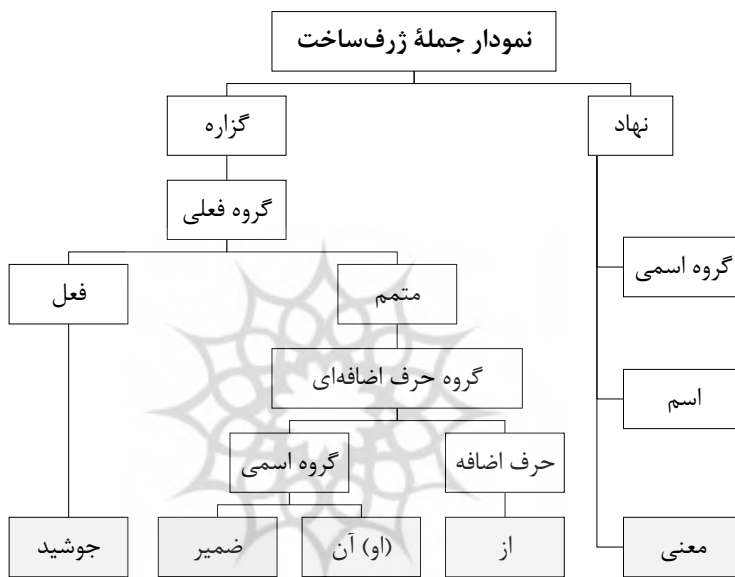 نمودار جملهٔ ژرف‌ساخت
نهاد
گزاره
گروه فعلی
گروه اسمی
متمم
فعل
گروه حرف اضافه‌ای
اسم
حرف اضافه
گروه اسمی
معنی
از
(او) آن
ضمیر
جوشید